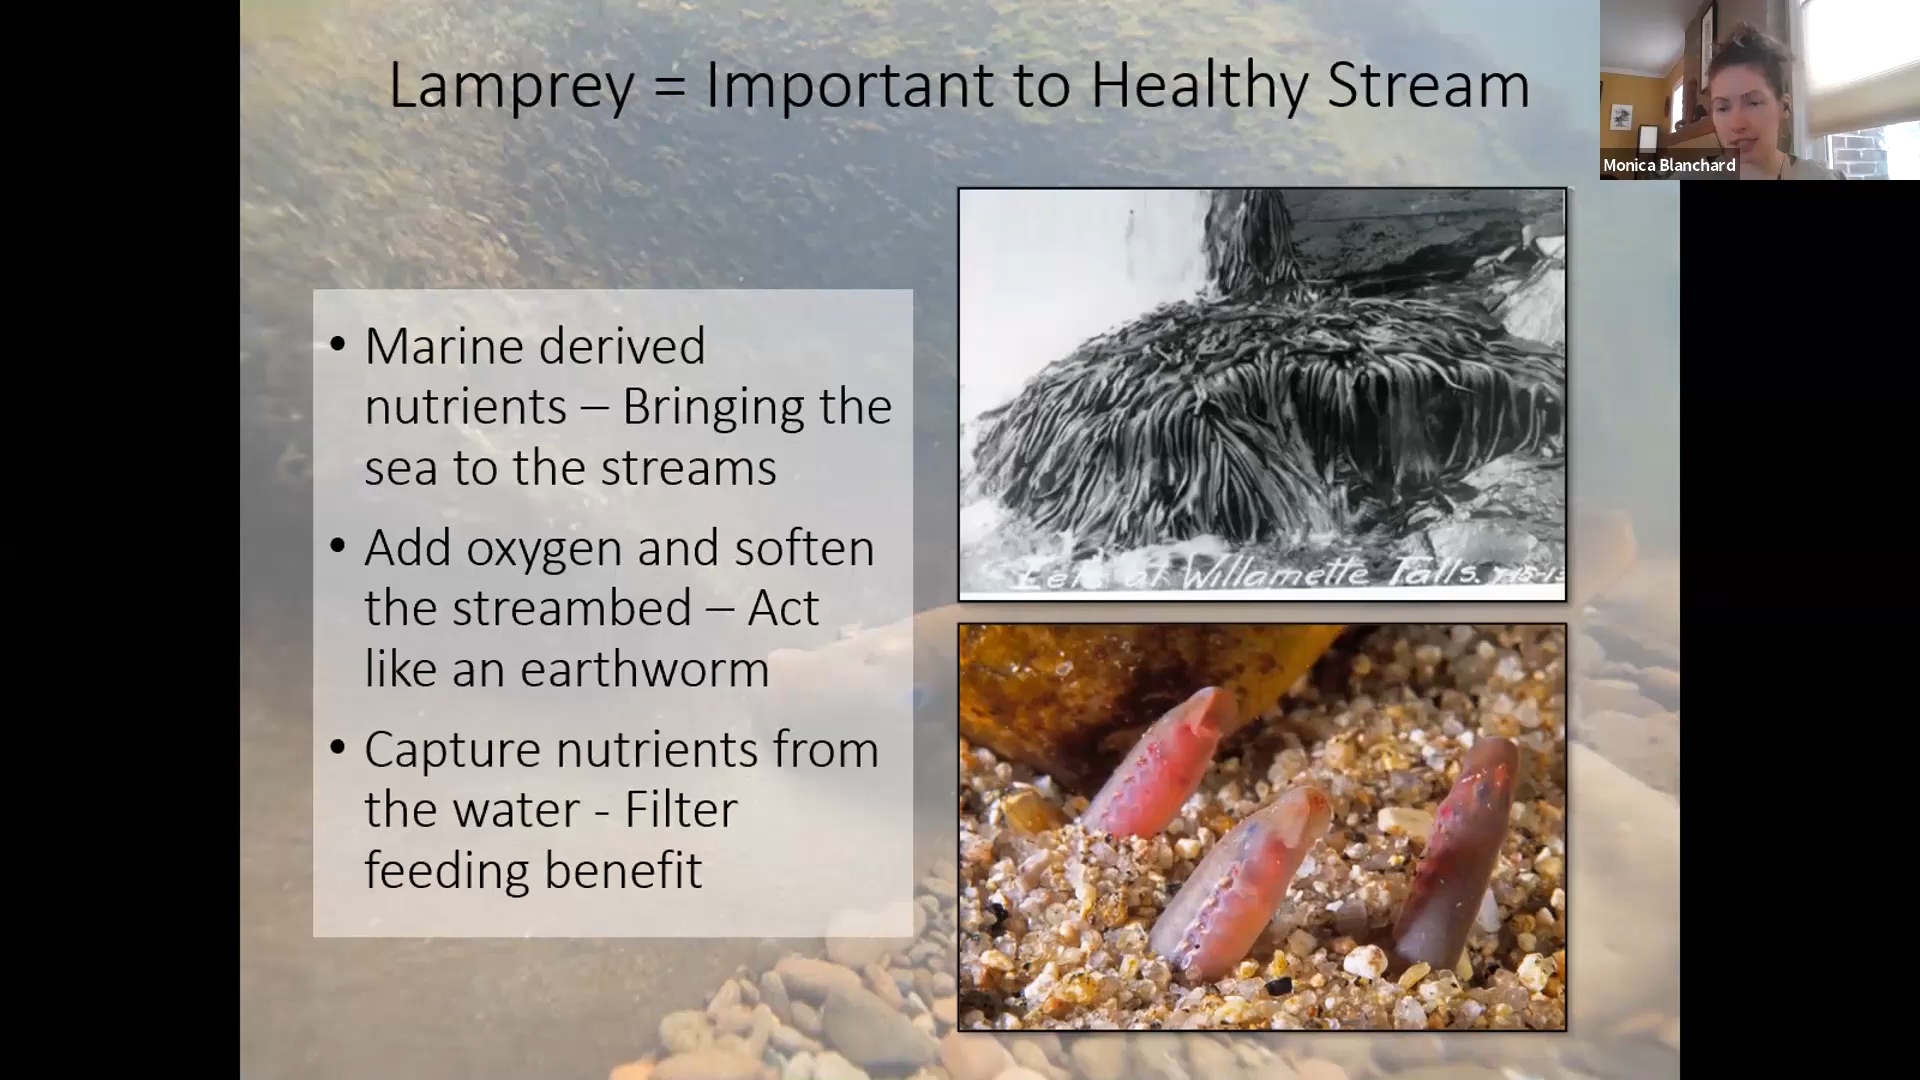 Lamprey = Important to Healthy Stream
Monica Blanchard
• Marine derived
nutrients – Bringing the
sea to the streams
• Add oxygen and soften
the streambed – Act
like an earthworm
• Capture nutrients from
the water - Filter
feeding benefit
at Willamette Falls.